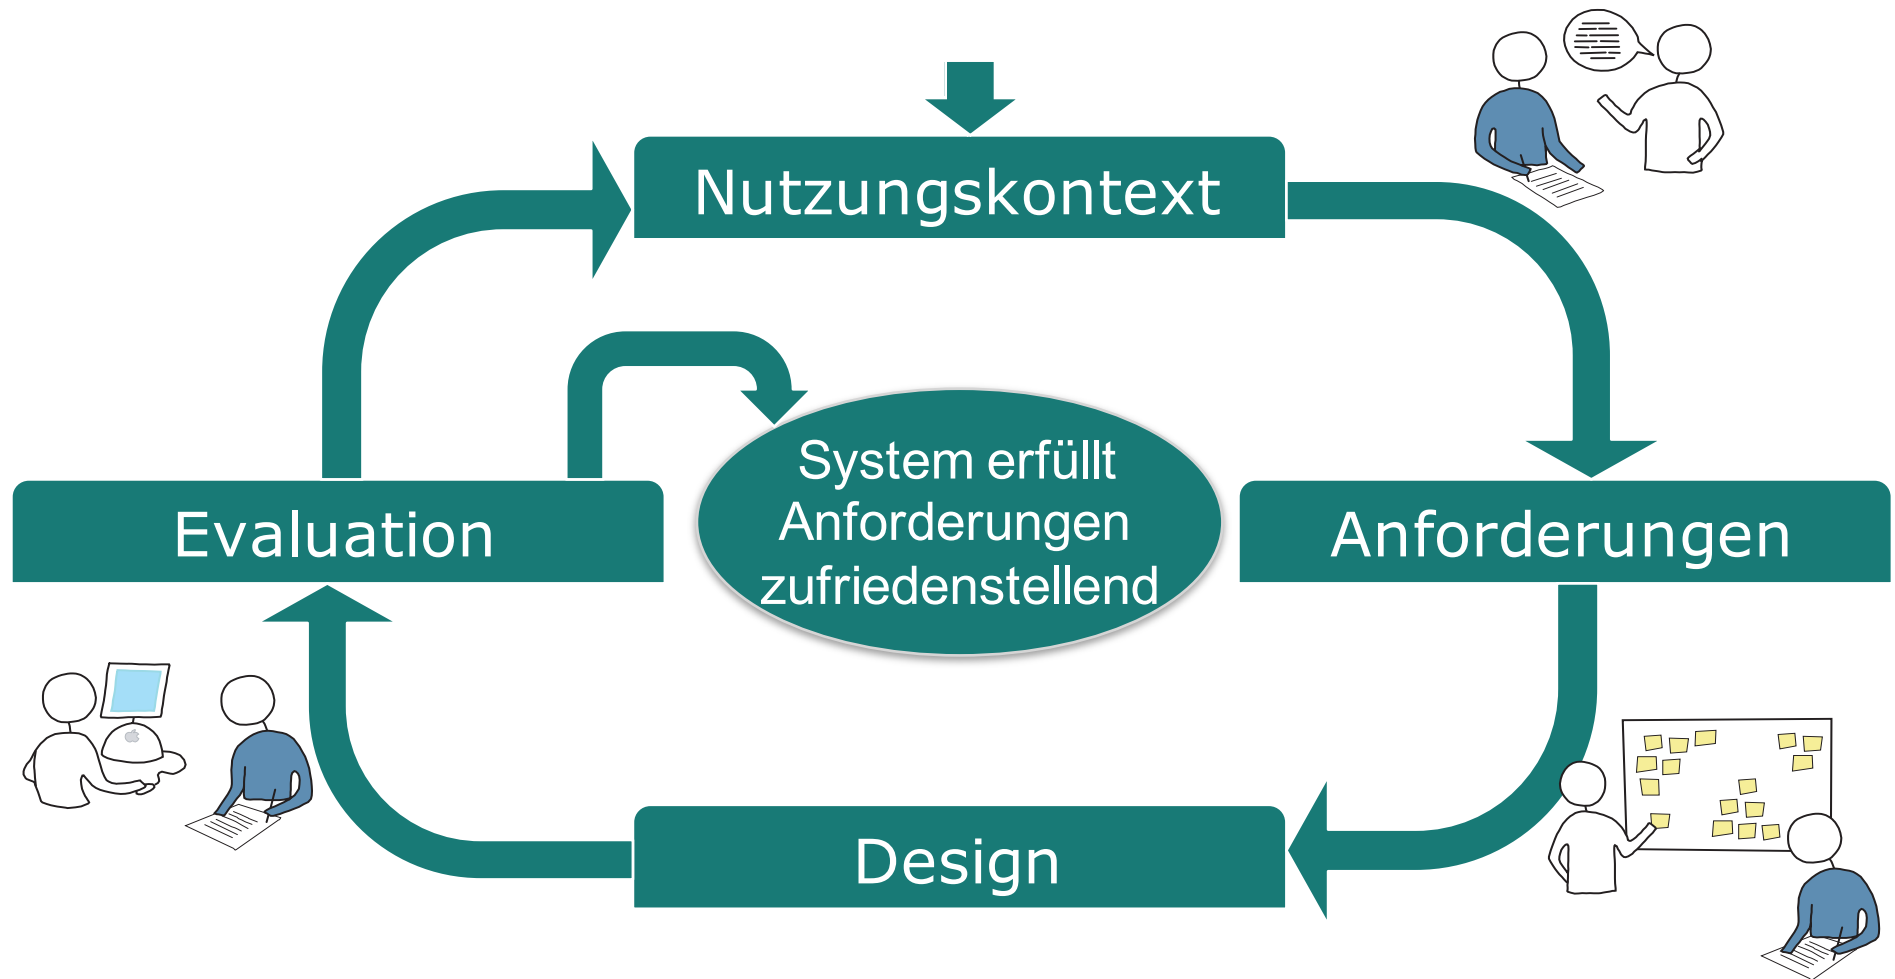 Nutzungskontext
System erfüllt
Anforderungen
zufriedenstellend
Evaluation
Anforderungen
Design